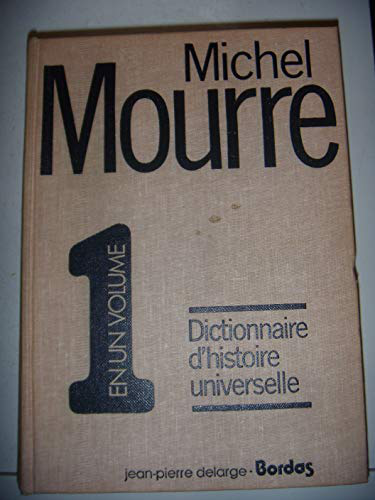 Michel
Mourre
1
EN UN VOLUME
Dictionnaire
d'histoire
universelle
jean-pierre delarge - Bordas